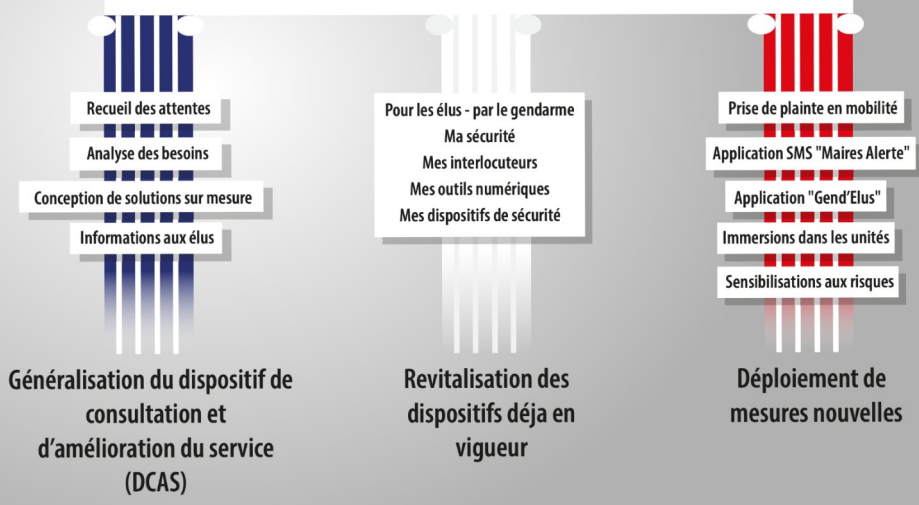 Recueil des attentes
Analyse des besoins
Conception de solutions sur mesure
Informations aux élus
Généralisation du dispositif de
consultation et
d'amélioration du service
(DCAS)
Pour les élus - par le gendarme
Ma sécurité
Mes interlocuteurs
Mes outils numériques
Mes dispositifs de sécurité
Revitalisation des
dispositifs déja en
vigueur
Prise de plainte en mobilité
Application SMS "Maires Alerte"
Application "Gend'Elus"
Immersions dans les unités
Sensibilisations aux risques
Déploiement de
mesures nouvelles